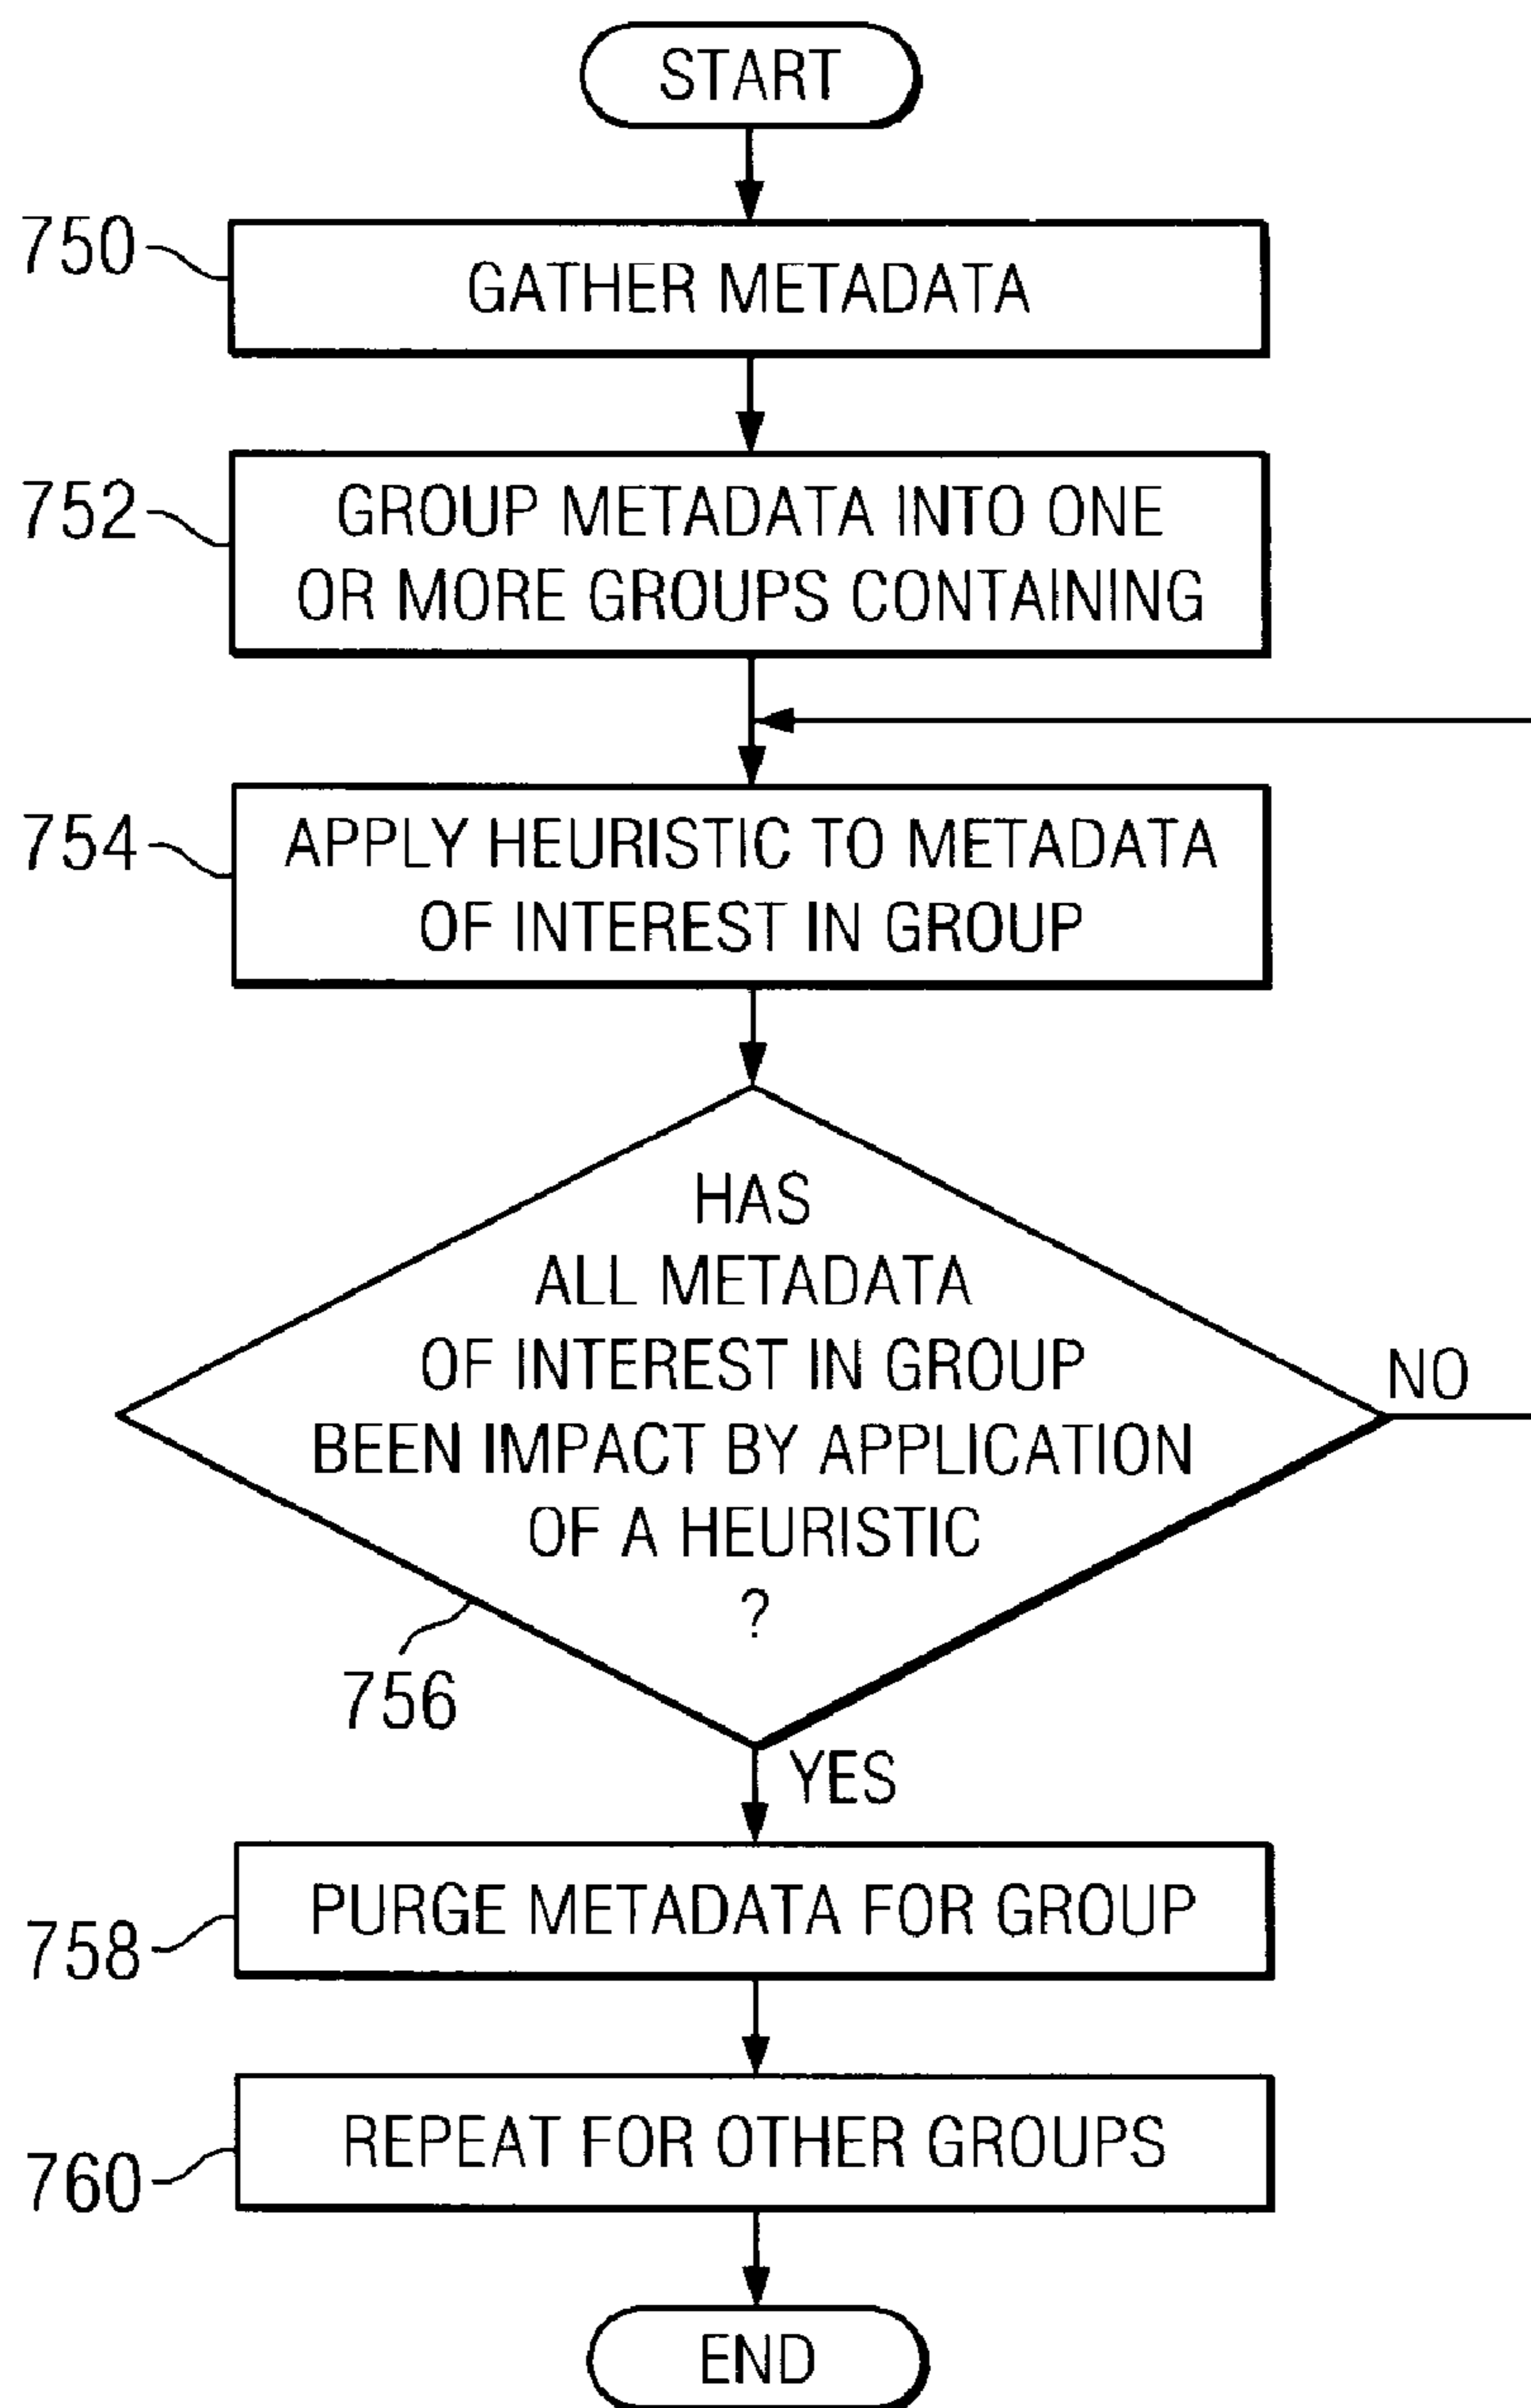 START
750
GATHER METADATA
752
GROUP METADATA INTO ONE
OR MORE GROUPS CONTAINING
754
APPLY HEURISTIC TO METADATA
OF INTEREST IN GROUP
HAS
ALL METADATA
OF INTEREST IN GROUP
BEEN IMPACT BY APPLICATION
OF A HEURISTIC
?
NO
756
YES
758
PURGE METADATA FOR GROUP
760
REPEAT FOR OTHER GROUPS
END